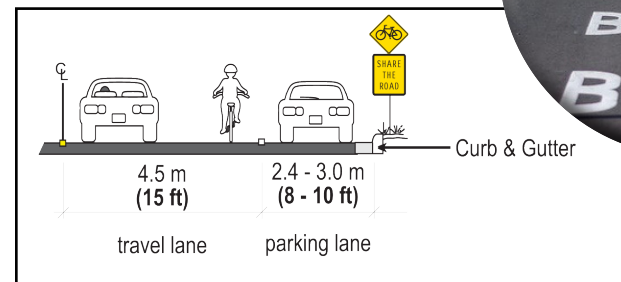 B
B
℄
SHARE
THE
ROAD
Curb & Gutter
4.5 m
(15 ft)
2.4 - 3.0 m
(8 - 10 ft)
travel lane
parking lane